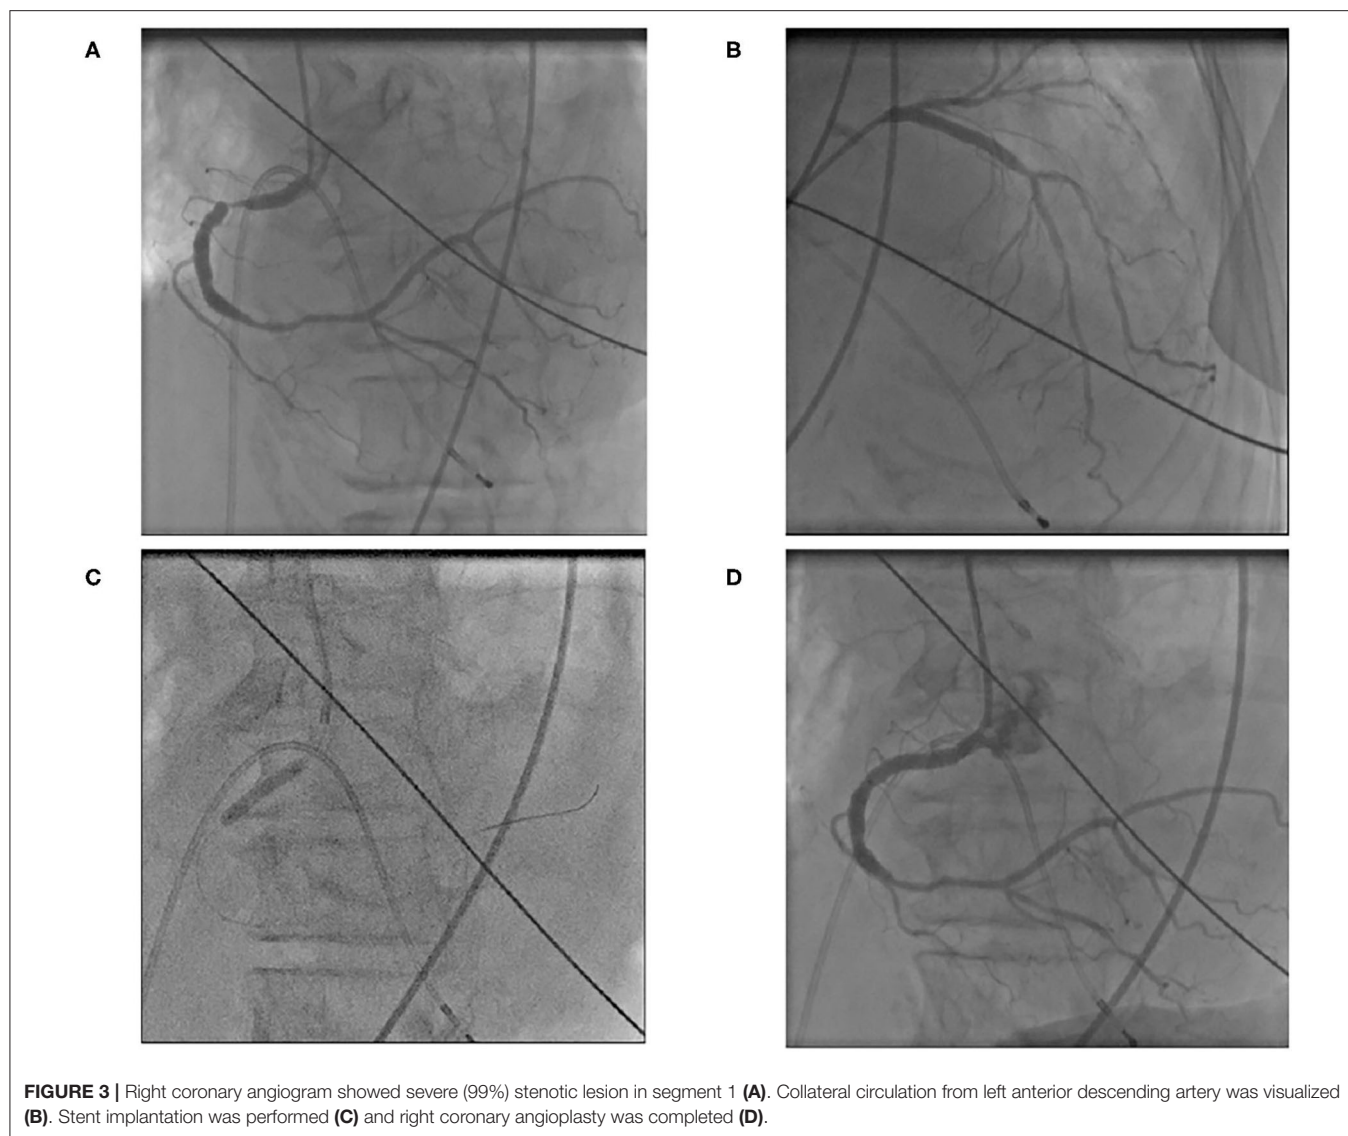 A
B
C
D
FIGURE 3 | Right coronary angiogram showed severe (99%) stenotic lesion in segment 1 (A). Collateral circulation from left anterior descending artery was visualized
(B). Stent implantation was performed (C) and right coronary angioplasty was completed (D).